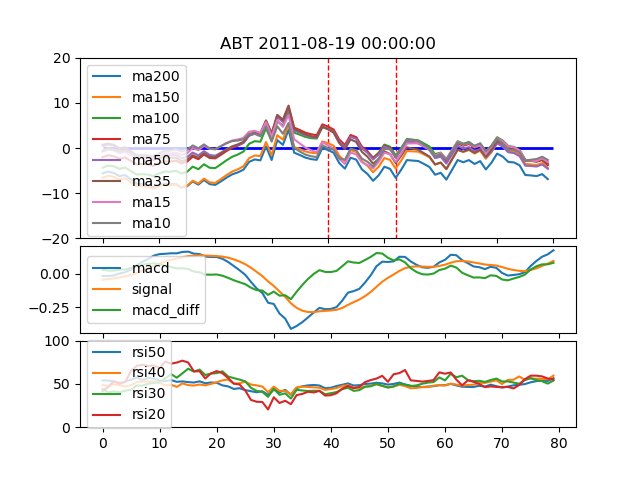 ABT 2011-08-19 00:00:00
20
10
0
−10
−20
ma200
ma150
ma100
ma75
ma50
ma35
ma15
ma10
0.00
−0.25
macd
signal
macd_diff
100
50
0
rsi50
rsi40
rsi30
rsi20
0 10 20 30 40 50 60 70 80